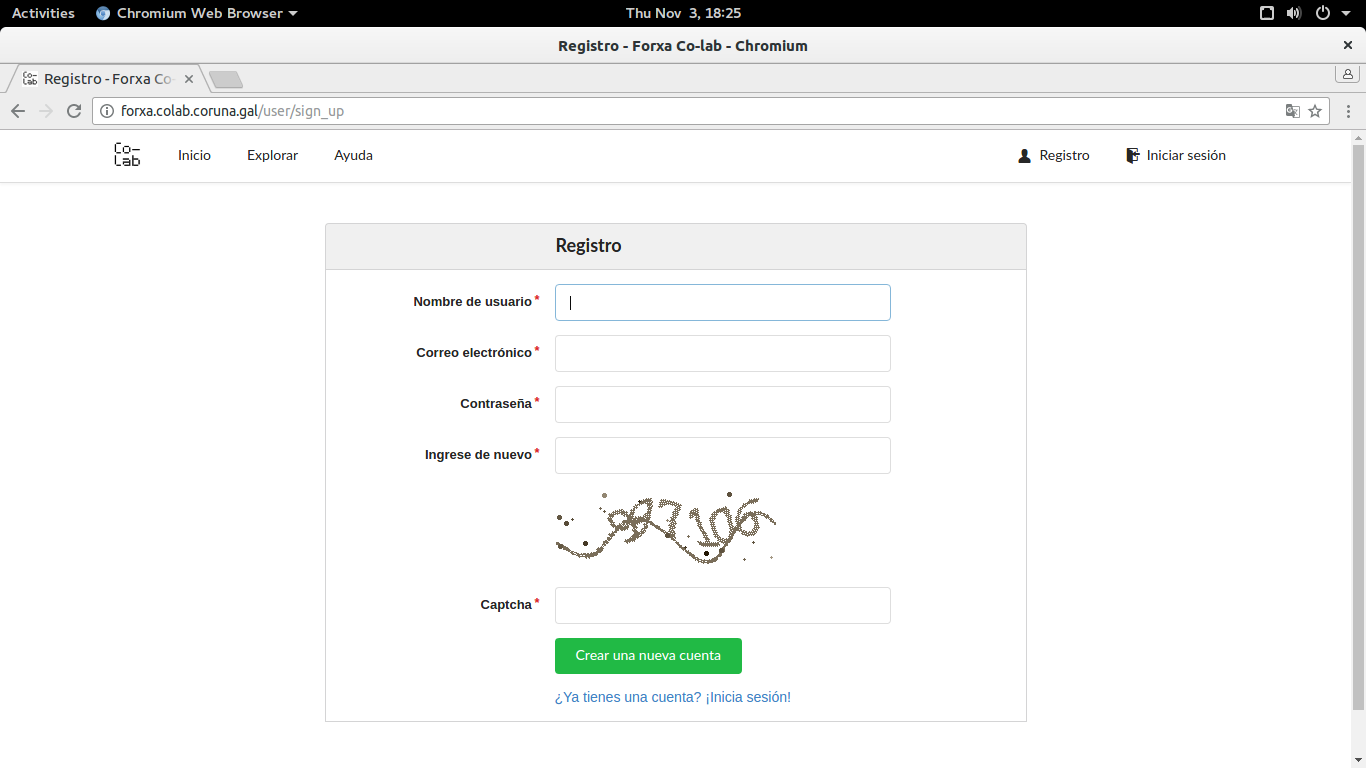 Activities Chromium Web Browser Thu Nov 3, 18:25
Registro - Forxa Co-lab - Chromium
Registro - Forxa Co
forxa.colab.coruna.gal/user/sign_up
Co-lab Inicio Explorar Ayuda Registro Iniciar sesión
Registro
Nombre de usuario *
Correo electrónico *
Contraseña *
Ingrese de nuevo *
Captcha *
Crear una nueva cuenta
¿Ya tienes una cuenta? ¡Inicia sesión!